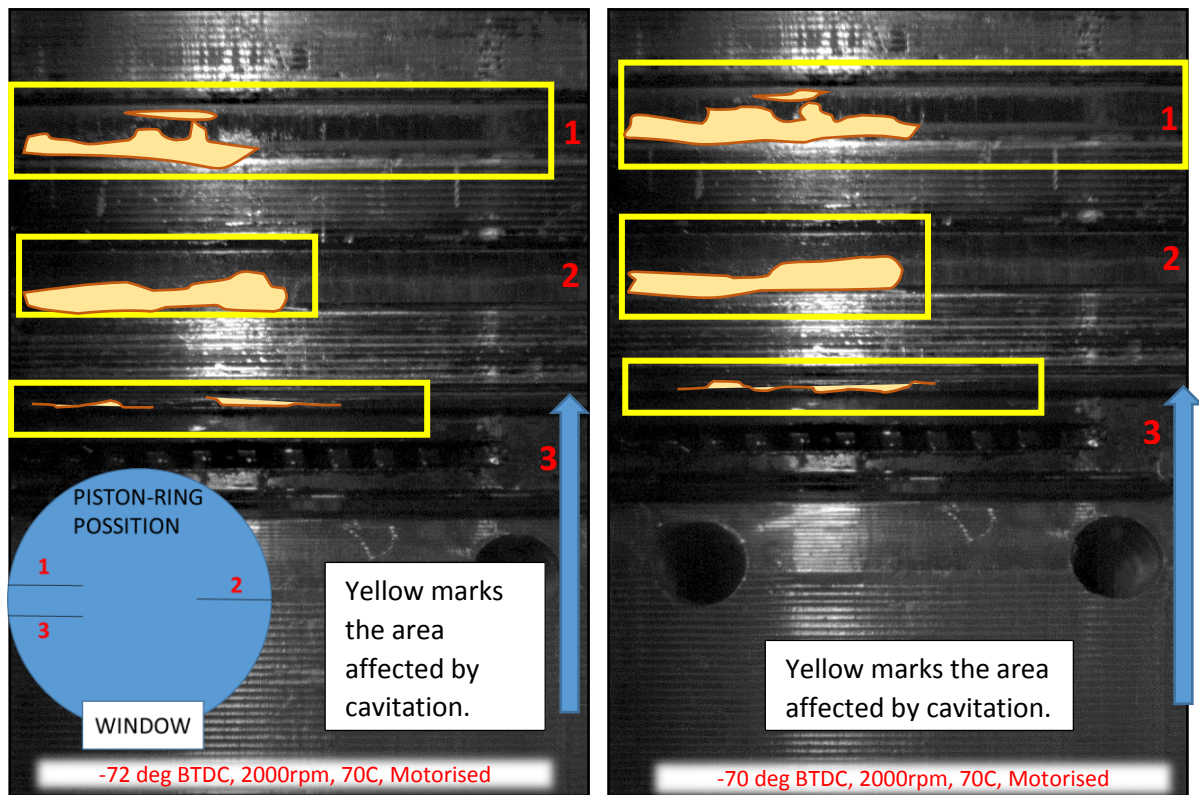 1
2
3
PISTON-RING
POSSITION
1
2
3
WINDOW
Yellow marks
the area
affected by
cavitation.
-72 deg BTDC, 2000rpm, 70C, Motorised
1
2
3
Yellow marks the area
affected by cavitation.
-70 deg BTDC, 2000rpm, 70C, Motorised